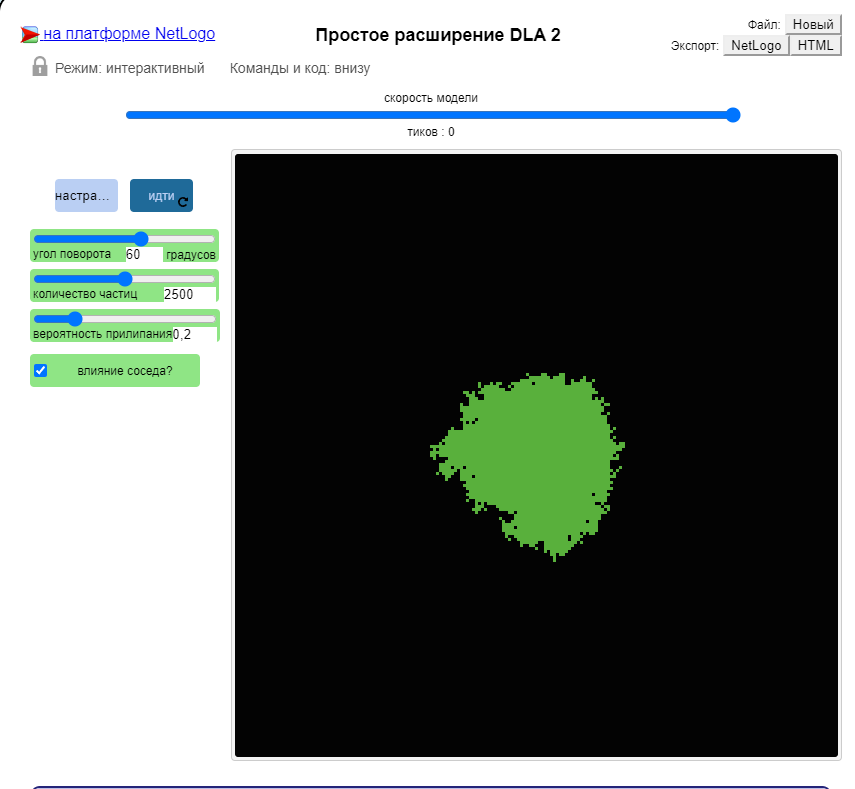 на платформе NetLogo
Простое расширение DLA 2
Файл: Новый
Экспорт: NetLogo HTML
Режим: интерактивный Команды и код: внизу
скорость модели
тиков : 0
настра... идти
угол поворота 60 градусов
количество частиц 2500
вероятность прилипания 0,2
влияние соседа?